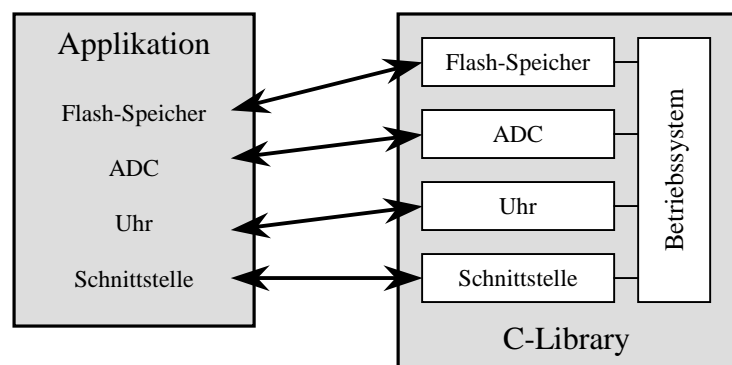 Applikation
Flash-Speicher
ADC
Uhr
Schnittstelle
Flash-Speicher
ADC
Uhr
Schnittstelle
Betriebssystem
C-Library